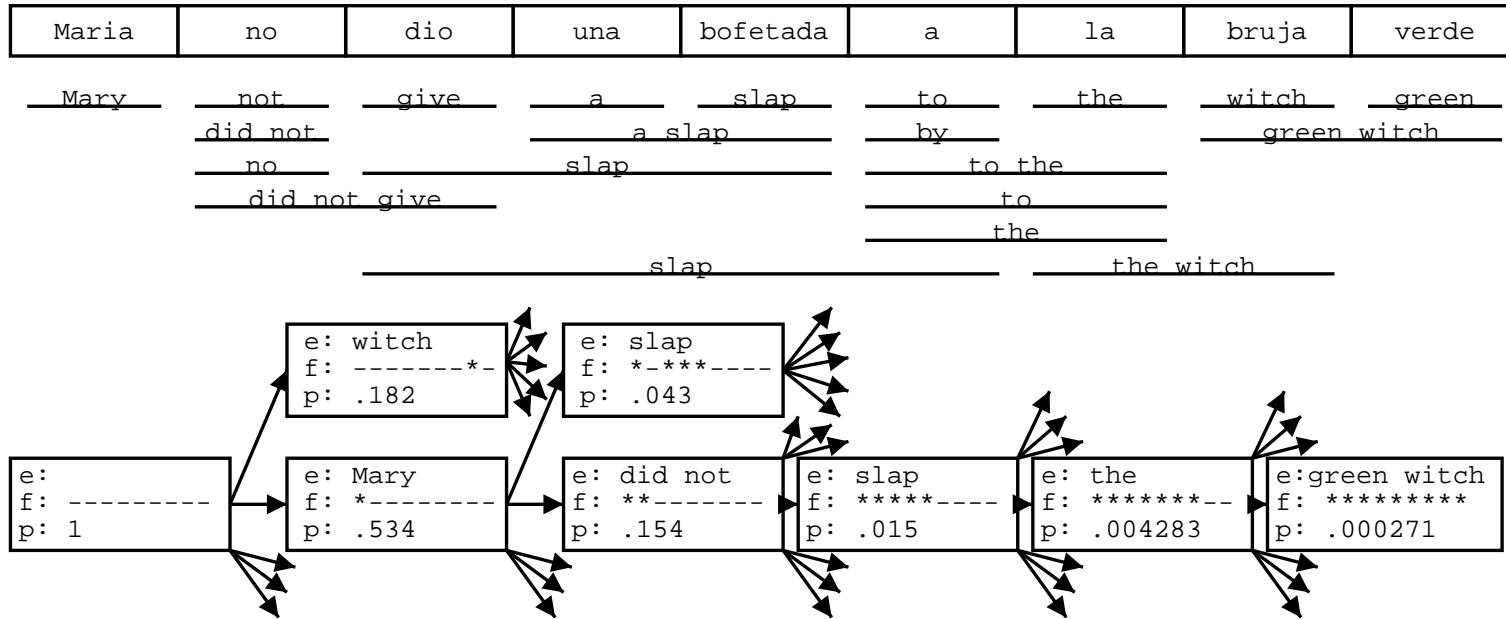 Maria no dio una bofetada a la bruja verde
Mary not give a slap to the witch green
did not a slap by green witch
no slap to the
did not give to
the
slap the witch
e: witch e: slap
f: -------*- f: *-***----
p: .182 p: .043
e: e: Mary e: did not e: slap e: the e:green witch
f: --------- f: *-------- f: **------- f: *****---- f: *******-- f: *********
p: 1 p: .534 p: .154 p: .015 p: .004283 p: .000271